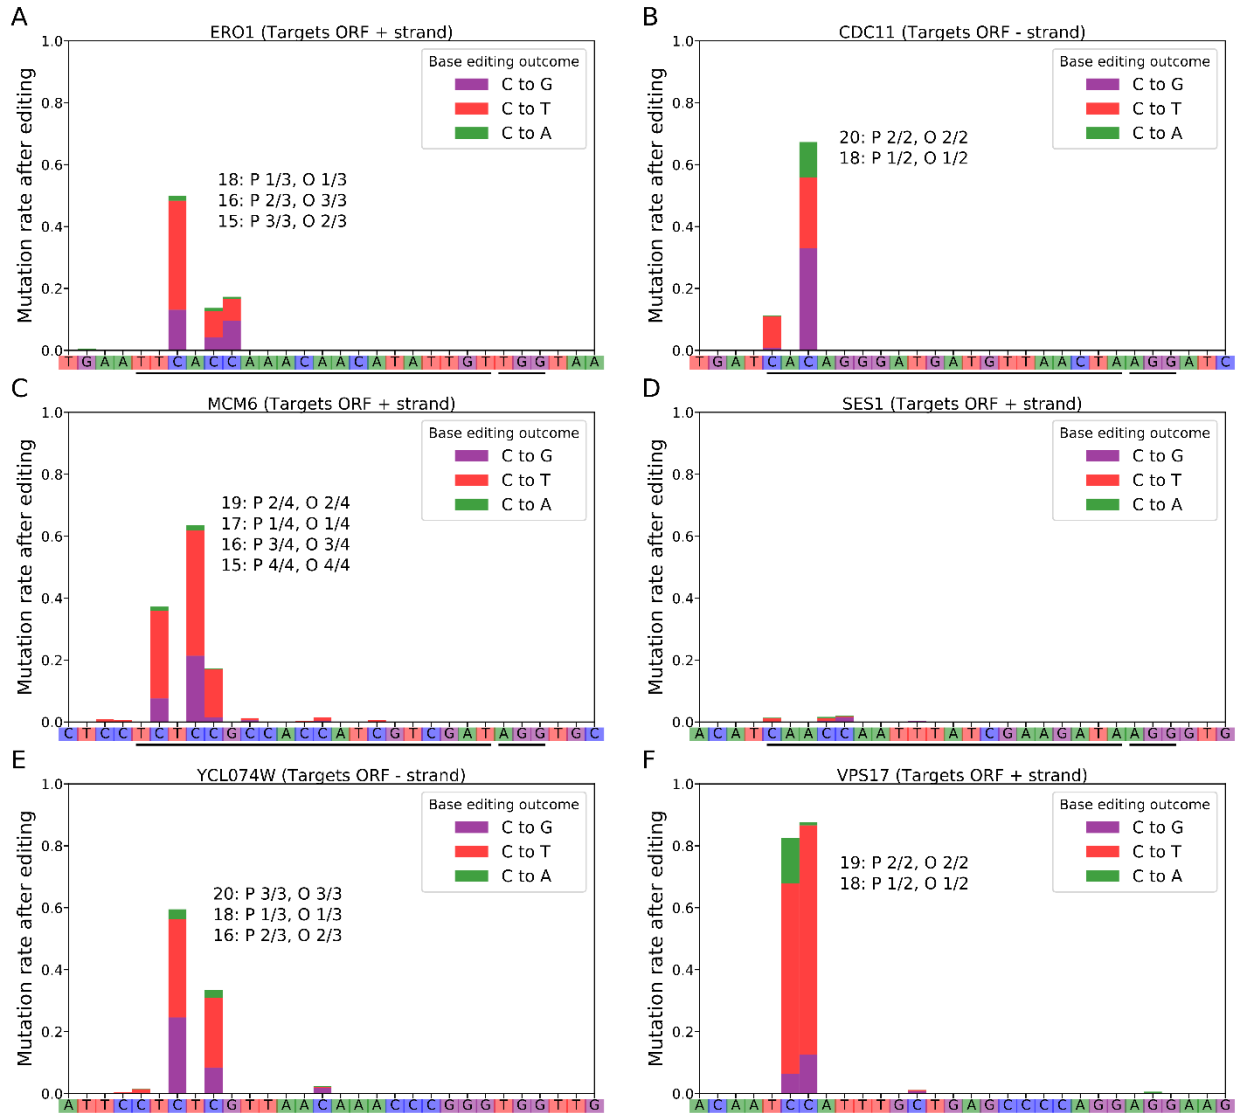 A
ERO1 (Targets ORF + strand)
Mutation rate after editing
1.0
0.8
0.6
0.4
0.2
0.0
Base editing outcome
C to G
C to T
C to A
18: P 1/3, O 1/3
16: P 2/3, O 3/3
15: P 3/3, O 2/3
T G A A T T C A C C A A A C A A C A T A T T G T T G G T A A
B
CDC11 (Targets ORF - strand)
Mutation rate after editing
1.0
0.8
0.6
0.4
0.2
0.0
Base editing outcome
C to G
C to T
C to A
20: P 2/2, O 2/2
18: P 1/2, O 1/2
T G A T C A C A G G G A T G A T G T T A A C T A A G G A T C
C
MCM6 (Targets ORF + strand)
Mutation rate after editing
1.0
0.8
0.6
0.4
0.2
0.0
Base editing outcome
C to G
C to T
C to A
19: P 2/4, O 2/4
17: P 1/4, O 1/4
16: P 3/4, O 3/4
15: P 4/4, O 4/4
C T C C T C T C C G C C A C C A T C G T C G A T A G G T G C
D
SES1 (Targets ORF + strand)
Mutation rate after editing
1.0
0.8
0.6
0.4
0.2
0.0
Base editing outcome
C to G
C to T
C to A
A C A T C A A C C A A T T T A T C G A A G A T A A G G G T G
E
YCL074W (Targets ORF - strand)
Mutation rate after editing
1.0
0.8
0.6
0.4
0.2
0.0
Base editing outcome
C to G
C to T
C to A
20: P 3/3, O 3/3
18: P 1/3, O 1/3
16: P 2/3, O 2/3
A T T C C T C T C G T T A A C A A A C C C G G G T G G T T G
F
VPS17 (Targets ORF + strand)
Mutation rate after editing
1.0
0.8
0.6
0.4
0.2
0.0
Base editing outcome
C to G
C to T
C to A
19: P 2/2, O 2/2
18: P 1/2, O 1/2
A C A A T C C A T T T G C T G A G C C C C A G G A G G A A G